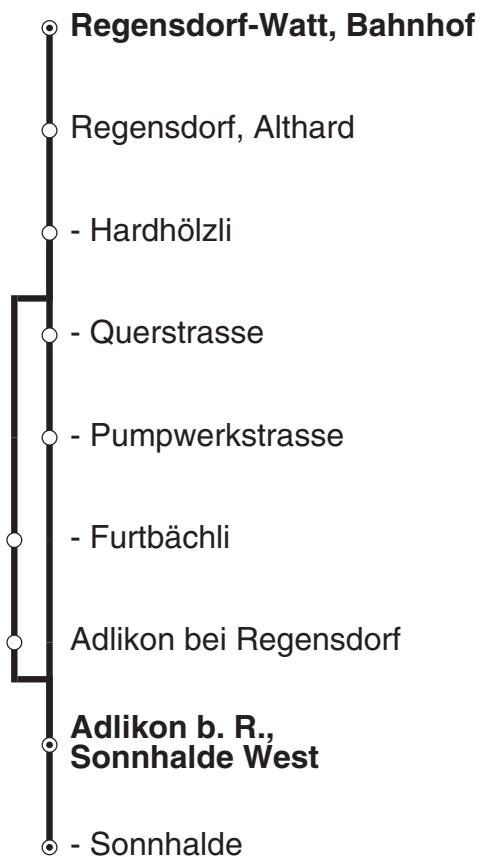 Regensdorf-Watt, Bahnhof
Regensdorf, Althard
- Hardhölzli
- Querstrasse
- Pumpwerkstrasse
- Furtbächli
Adlikon bei Regensdorf
Adlikon b. R.,
Sonnhalde West
- Sonnhalde